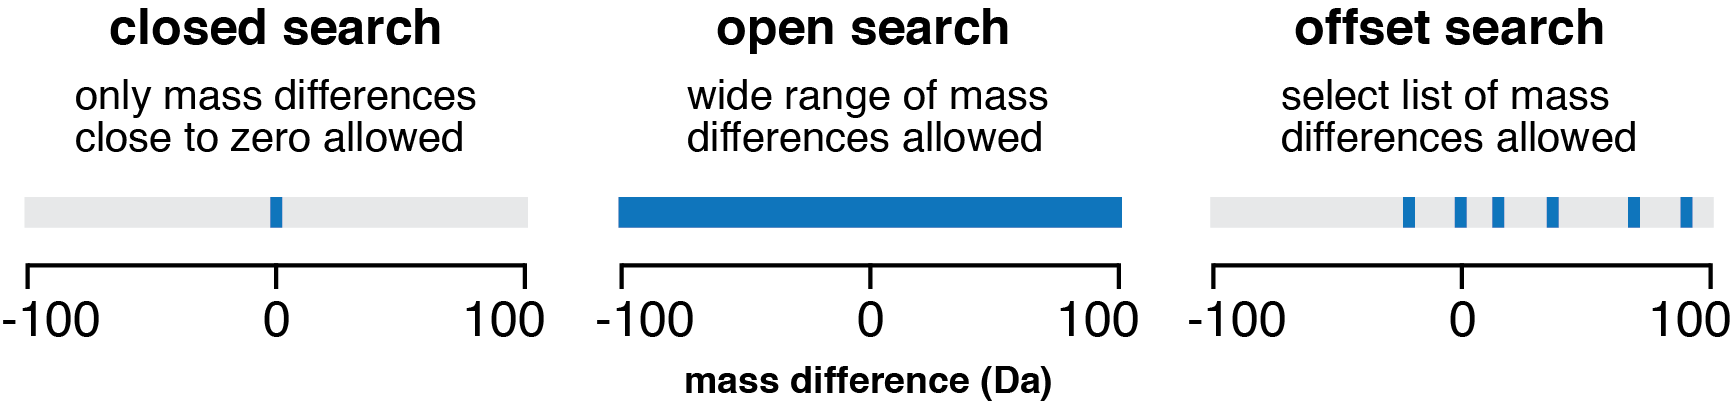 closed search
only mass differences
close to zero allowed
-100 0 100
open search
wide range of mass
differences allowed
-100 0 100
offset search
select list of mass
differences allowed
-100 0 100
mass difference (Da)